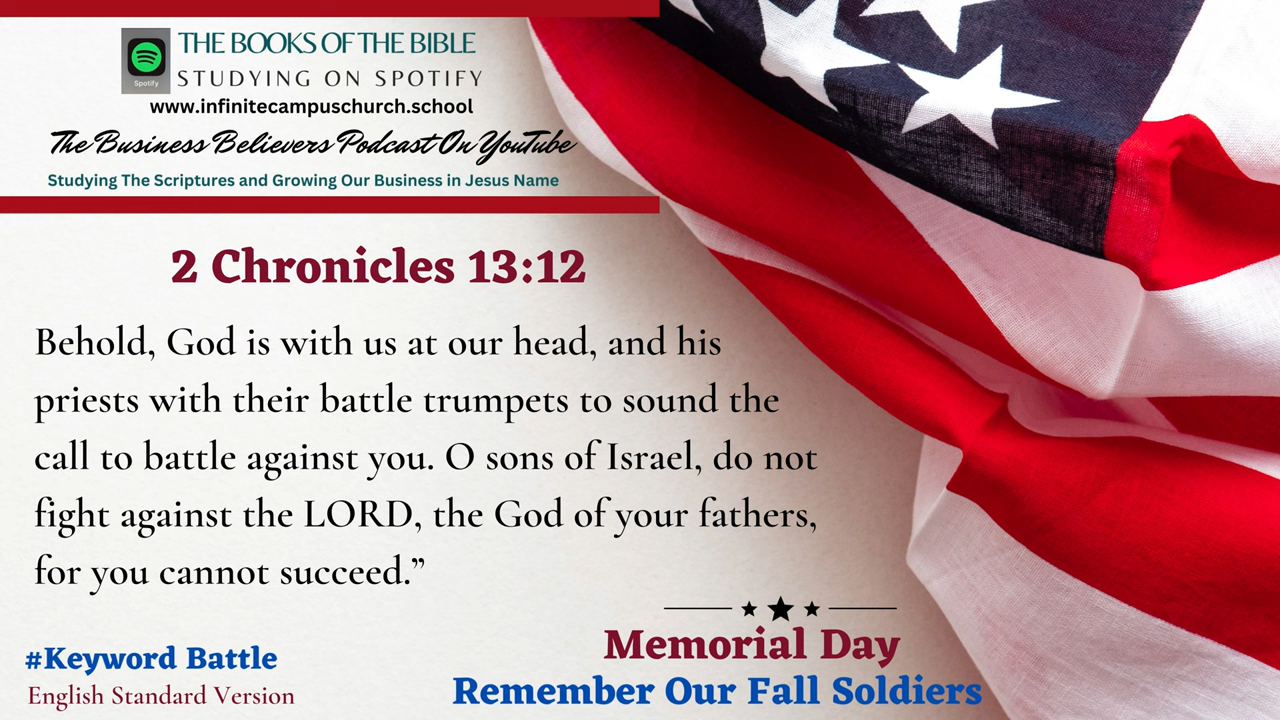 THE BOOKS OF THE BIBLE
Spotify
STUDYING ON SPOTIFY
www.infinitecampuschurch.school
The Business Believers Podcast On YouTube
Studying The Scriptures and Growing Our Business in Jesus Name
2 Chronicles 13:12
Behold, God is with us at our head, and his
priests with their battle trumpets to sound the
call to battle against you. O sons of Israel, do not
fight against the LORD, the God of your fathers,
for you cannot succeed.”
Memorial Day
#Keyword Battle
English Standard Version
Remember Our Fall Soldiers